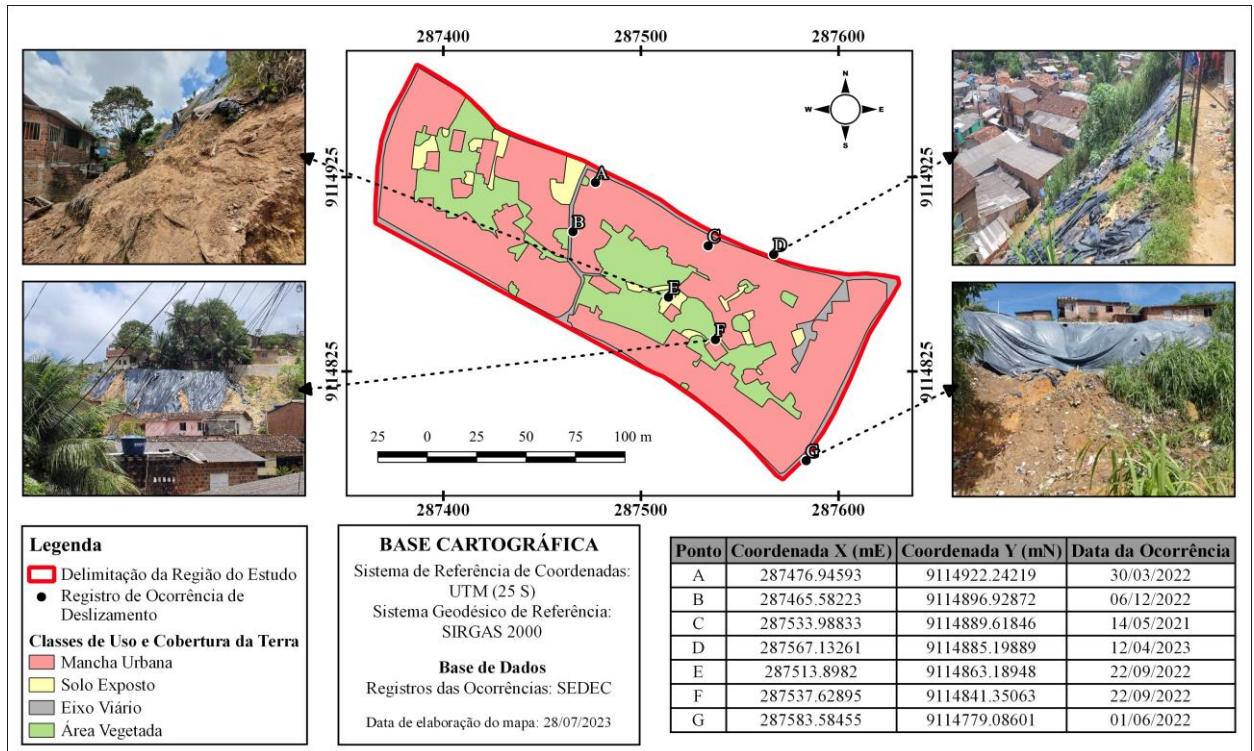 287400 287500 287600
9114925 9114925
9114825 9114825
N
W E
S
A
B
C
D
E
F
G
25 0 25 50 75 100 m
287400 287500 287600
Legenda
Delimitação da Região do Estudo
Registro de Ocorrência de
Deslizamento
Classes de Uso e Cobertura da Terra
Mancha Urbana
Solo Exposto
Eixo Viário
Área Vegetada
BASE CARTOGRÁFICA
Sistema de Referência de Coordenadas:
UTM (25 S)
Sistema Geodésico de Referência:
SIRGAS 2000
Base de Dados
Registros das Ocorrências: SEDEC
Data de elaboração do mapa: 28/07/2023
Ponto Coordenada X (mE) Coordenada Y (mN) Data da Ocorrência
A 287476.94593 9114922.24219 30/03/2022
B 287465.58223 9114896.92872 06/12/2022
C 287533.98833 9114889.61846 14/05/2021
D 287567.13261 9114885.19889 12/04/2023
E 287513.8982 9114863.18948 22/09/2022
F 287537.62895 9114841.35063 22/09/2022
G 287583.58455 9114779.08601 01/06/2022